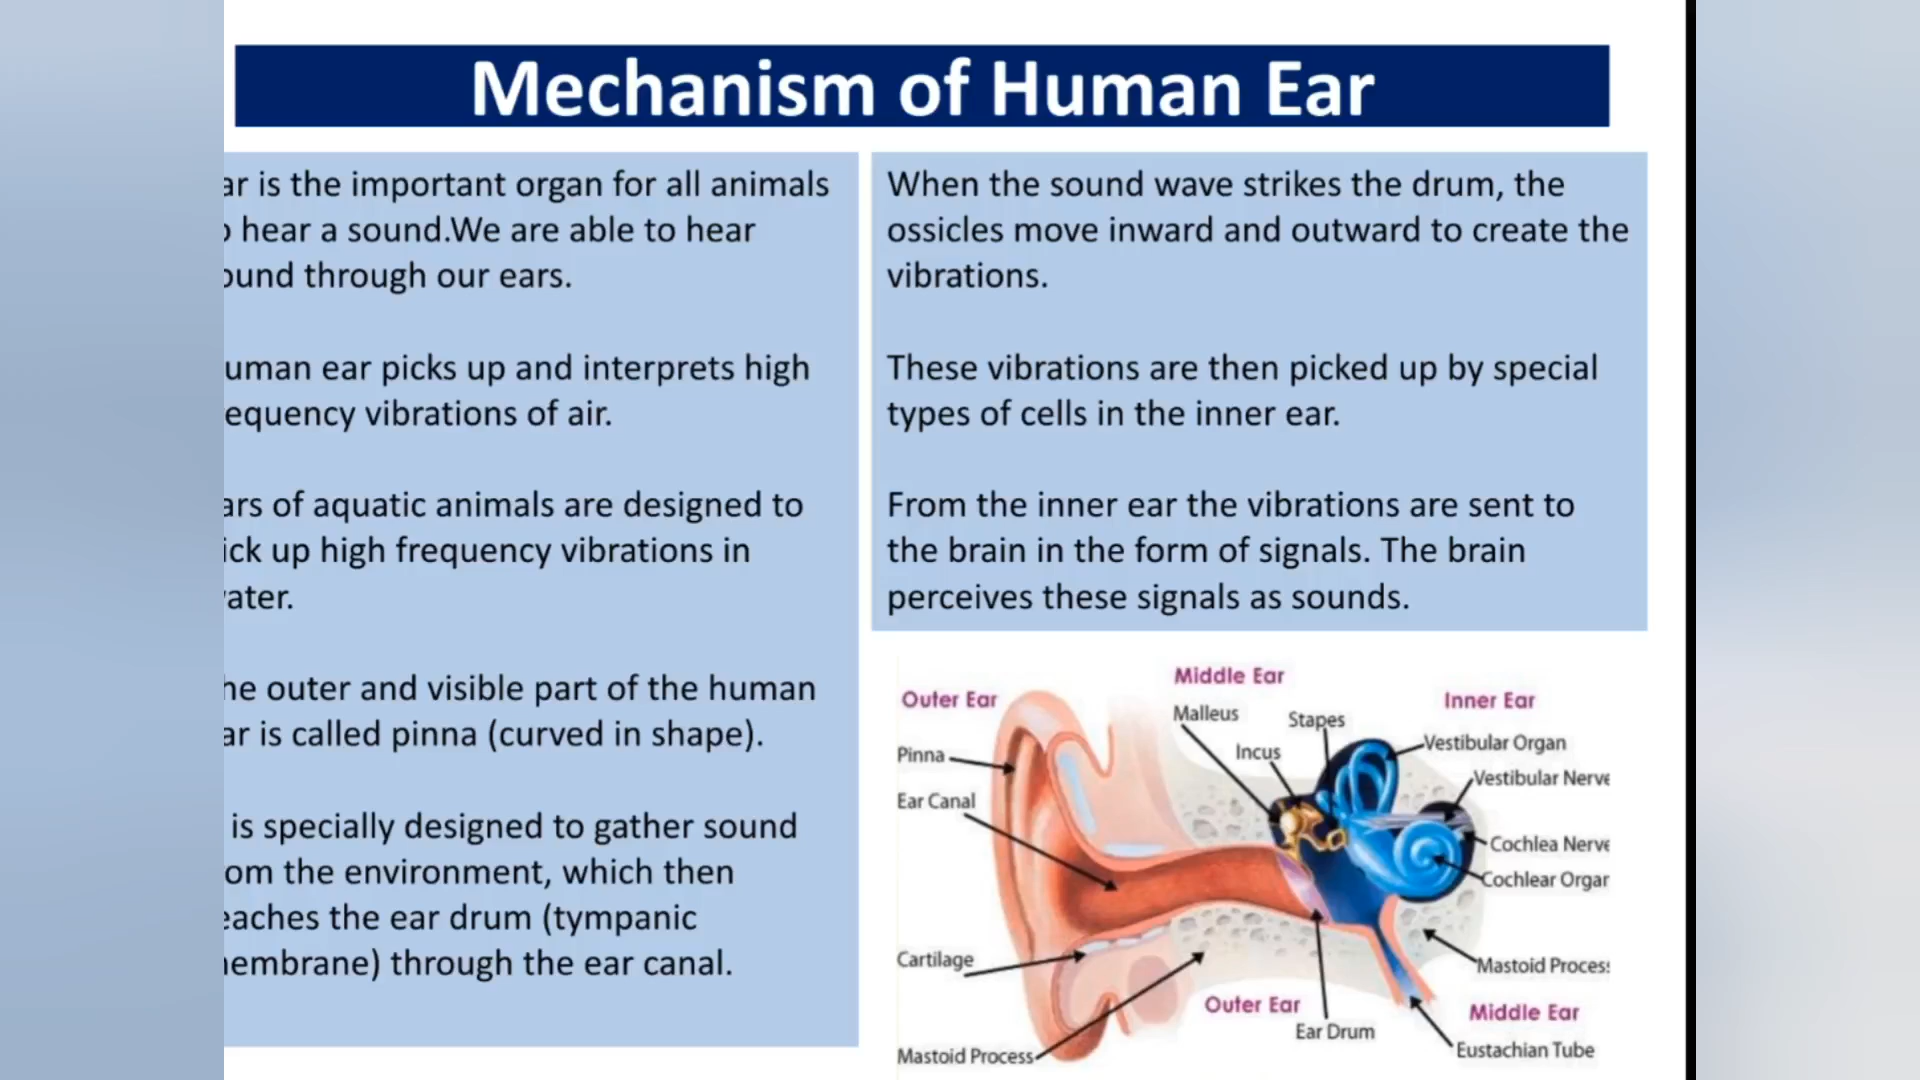 Mechanism of Human Ear
ar is the important organ for all animals
hear a sound.We are able to hear
ound through our ears.
uman ear picks up and interprets high
equency vibrations of air.
ars of aquatic animals are designed to
ick up high frequency vibrations in
ater.
he outer and visible part of the human
ar is called pinna (curved in shape).
is specially designed to gather sound
om the environment, which then
eaches the ear drum (tympanic
embrane) through the ear canal.
When the sound wave strikes the drum, the
ossicles move inward and outward to create the
vibrations.
These vibrations are then picked up by special
types of cells in the inner ear.
From the inner ear the vibrations are sent to
the brain in the form of signals. The brain
perceives these signals as sounds.
Middle Ear
Outer Ear
Inner Ear
Malleus
Stapes
Incus
Vestibular Organ
Pinna
Vestibular Nerve
Ear Canal
Cochlea Nerve
Cochlear Orgar
Cartilage
Mastoid Proces
Outer Ear
Middle Ear
Ear Drum
Mastoid Process
Eustachian Tube